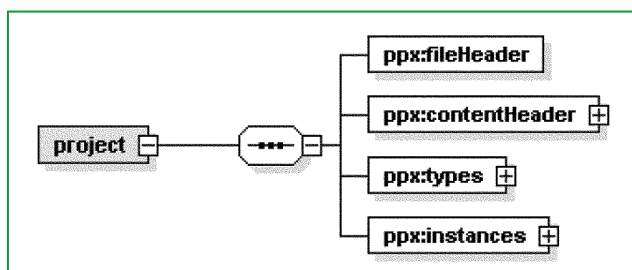 ppx:fileHeader
ppx:contentHeader
project
ppx:types
ppx:instances